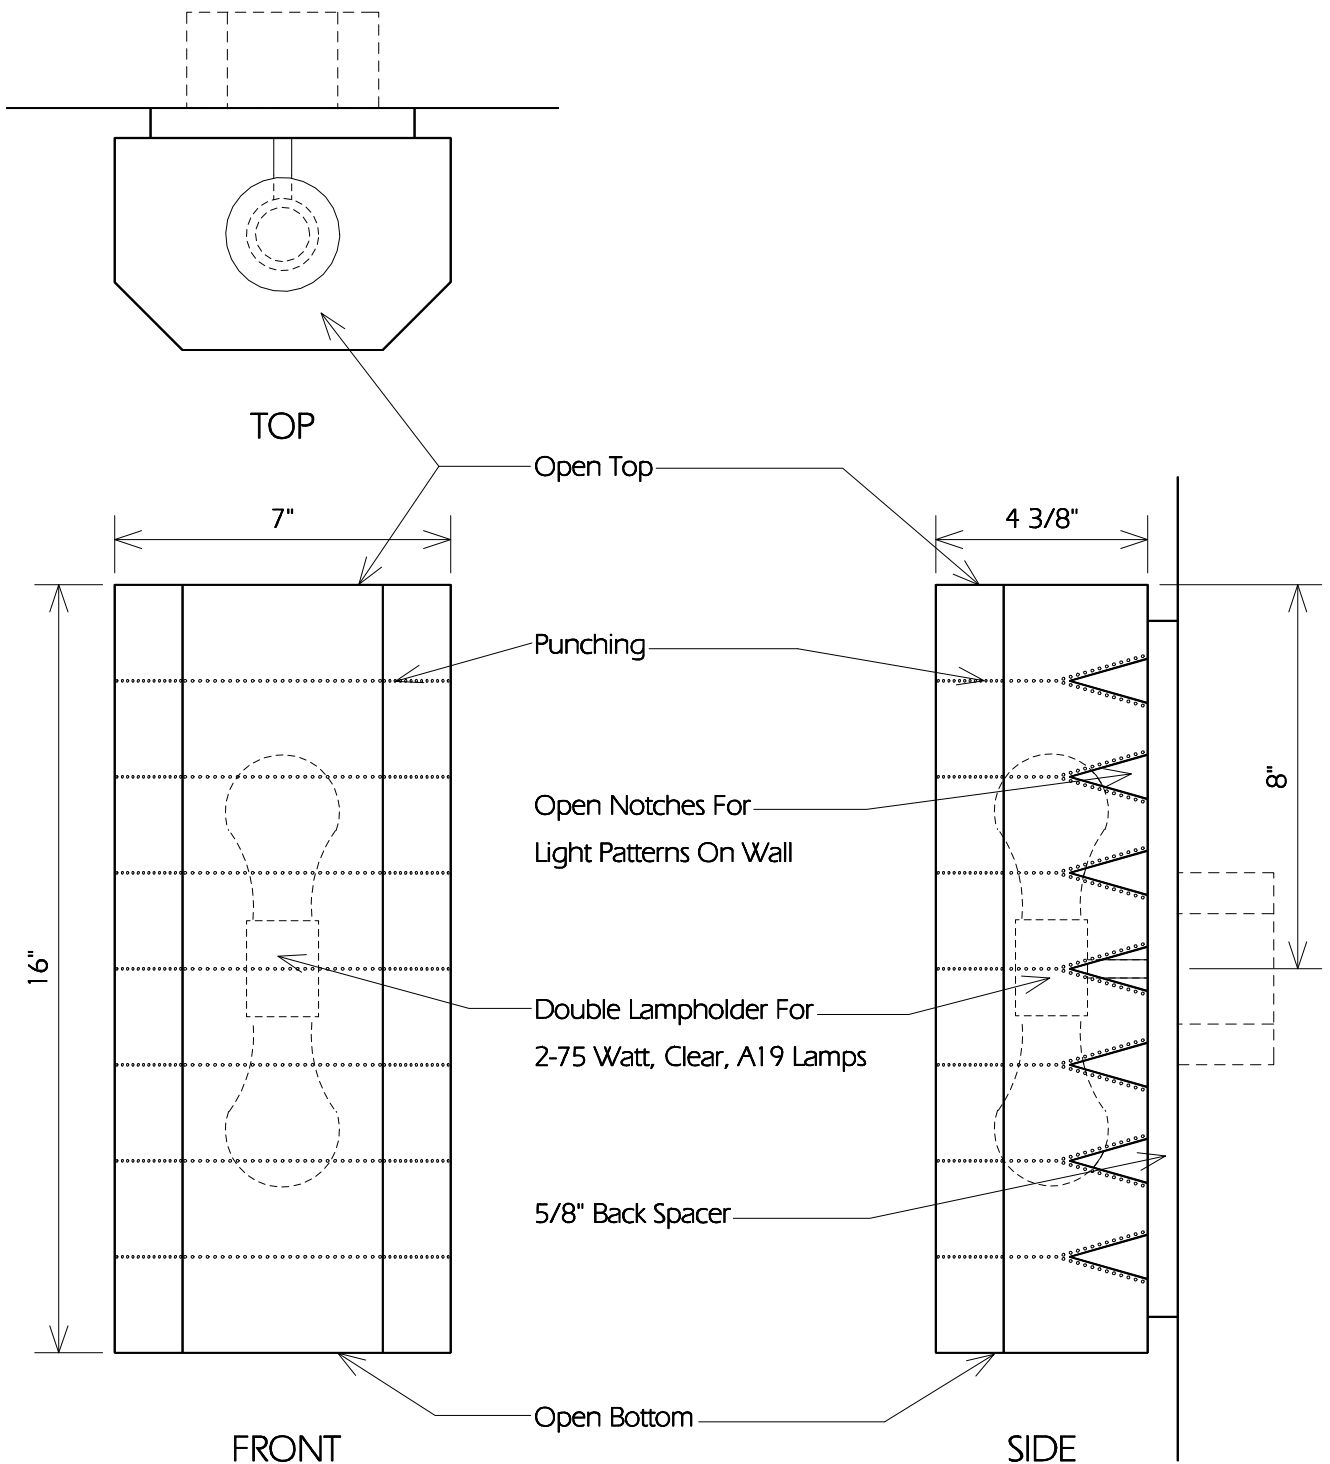 TOP
Open Top
7"
4 3/8"
Punching
8"
Open Notches For
Light Patterns On Wall
16"
Double Lampholder For
2-75 Watt, Clear, A19 Lamps
5/8" Back Spacer
Open Bottom
FRONT
SIDE